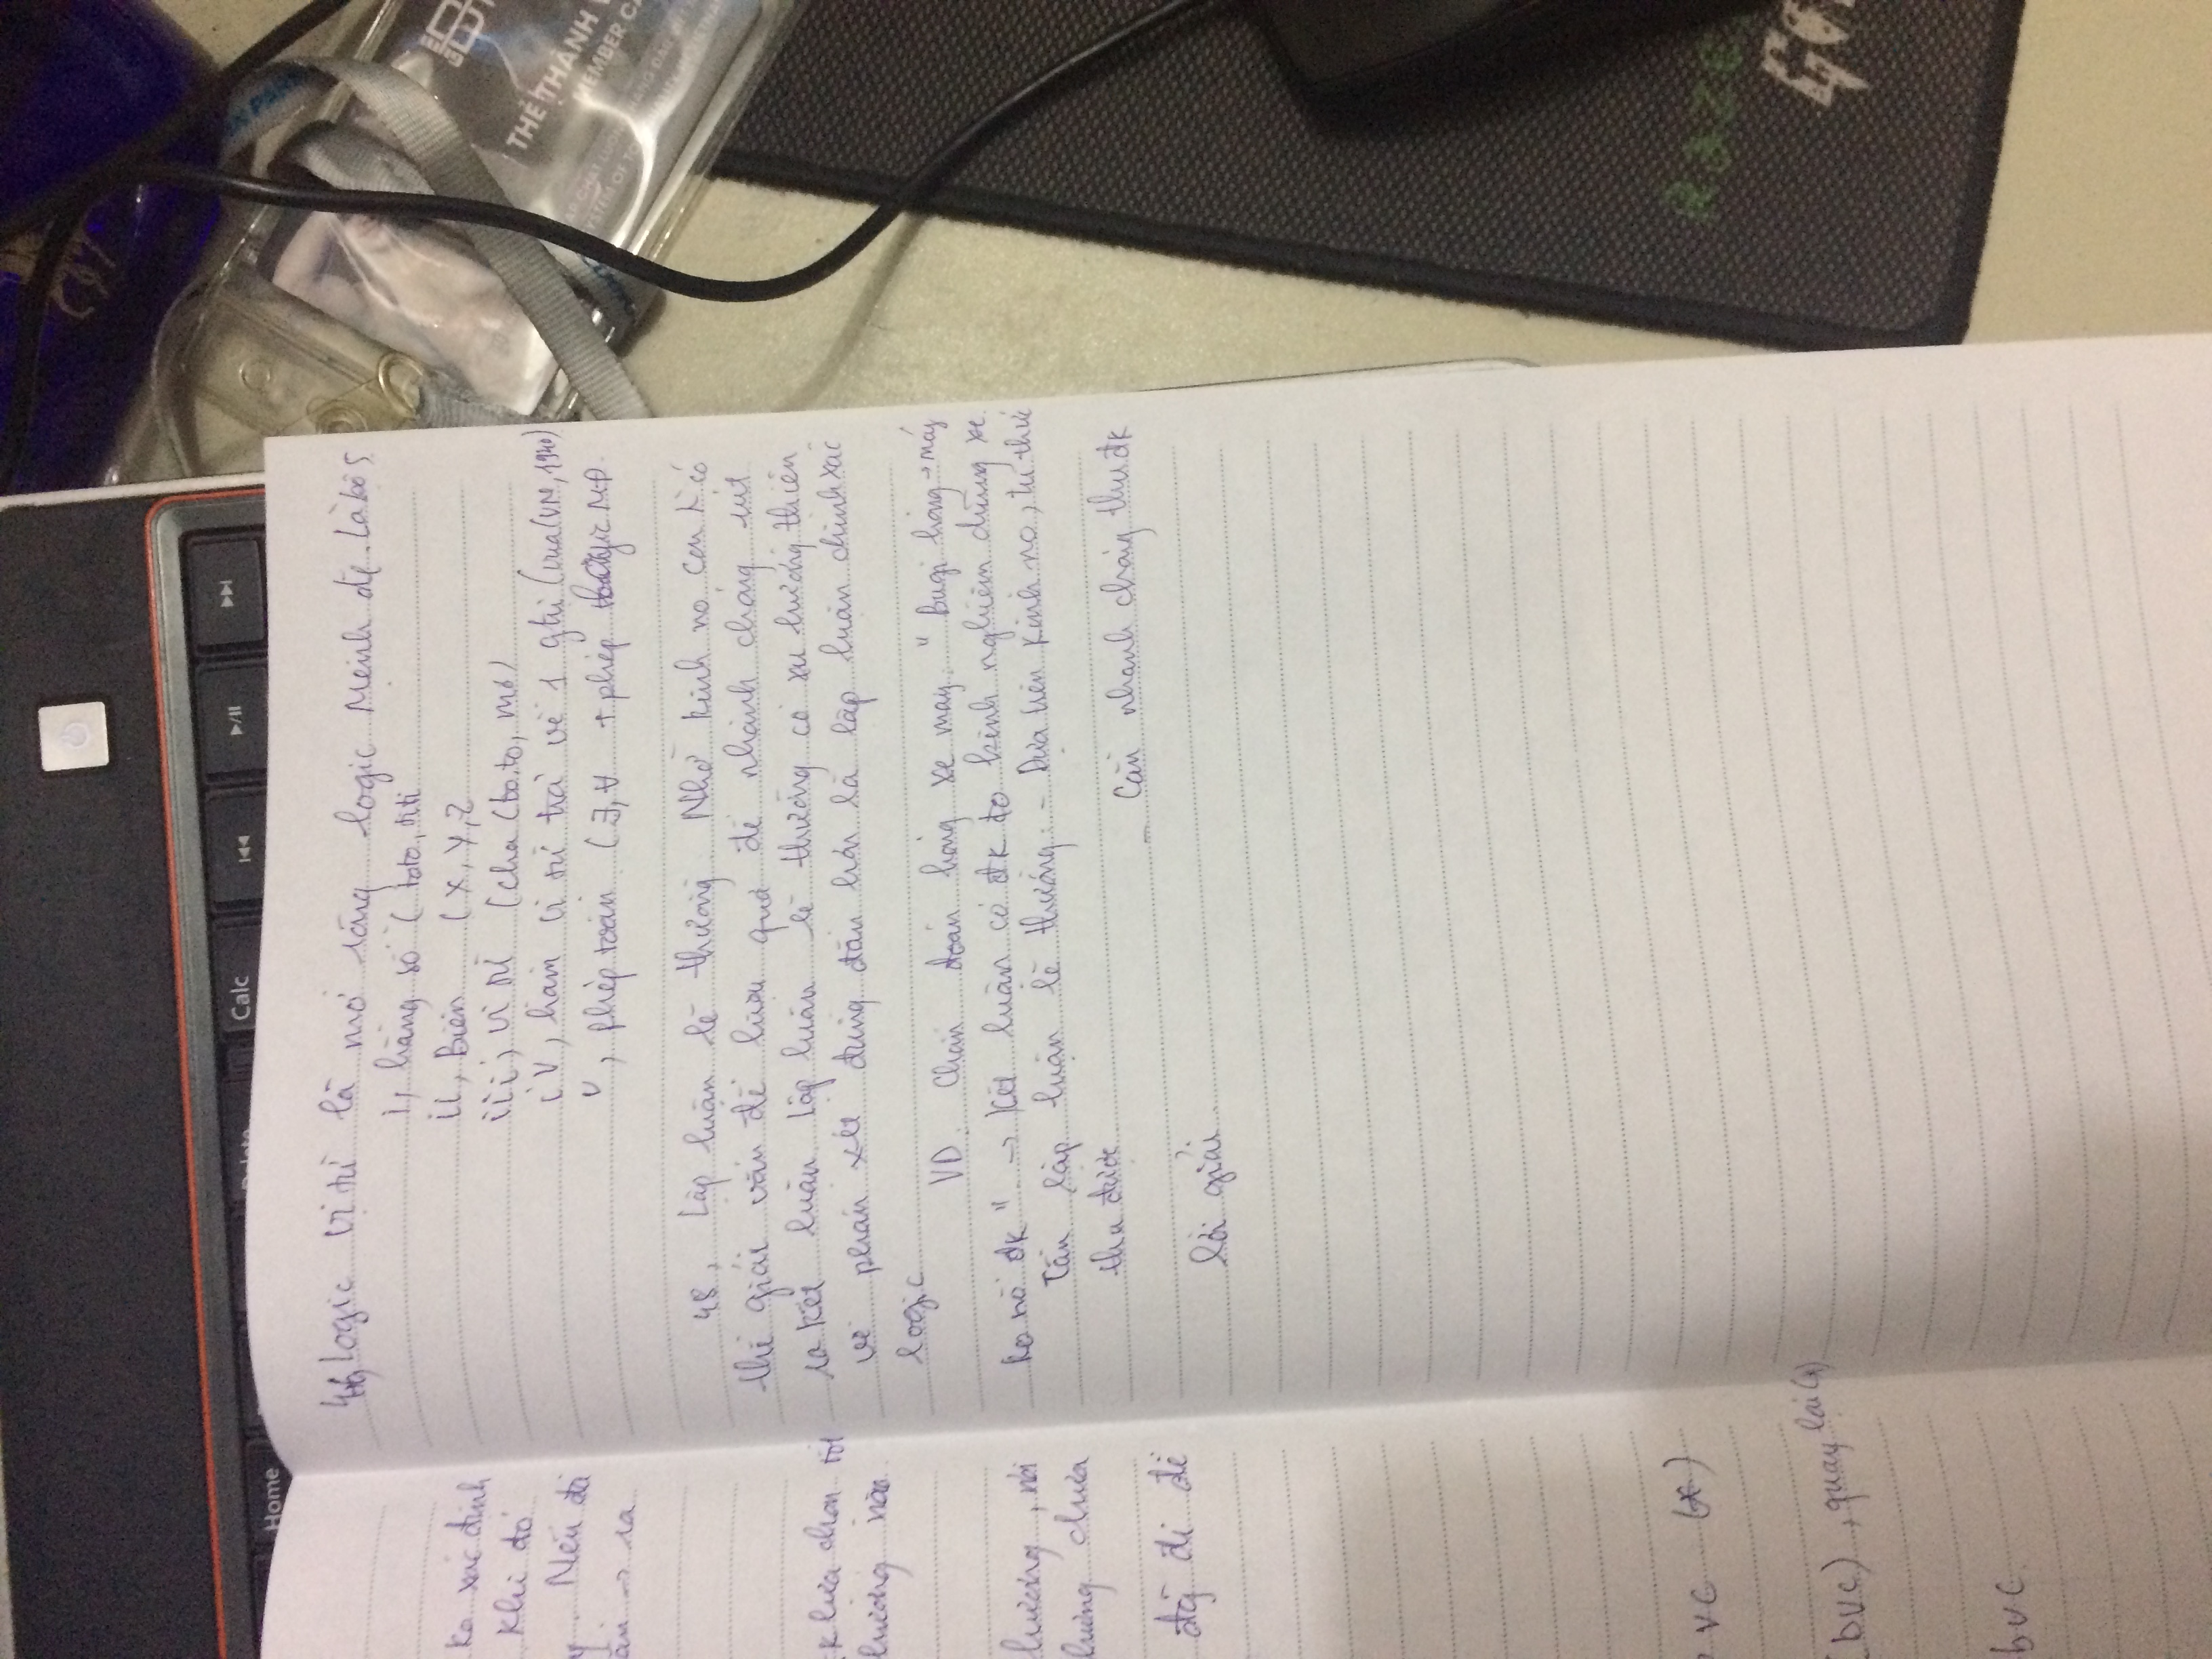 Calc
Home
Delete
logic vị từ là mở rộng logic Mệnh đề. Là bộ 5
i, hằng số ( toto, titi
ii, Biến ( X, Y, Z
iii, vị từ (cha (toto, mo)
iv, hàm vị từ trả về 1 gtri (vua(VN, 1940)
v, phép toán (∃, ∀ + phép logic MĐ
48, Lập luận lẽ thường. Nhờ kinh no con có
thể giải vấn đề hiệu quả để nhanh chóng rút
ra kết luận. Lập luận lẽ thường có xu hướng thiên
về phán xét đúng đắn hơn là lập luận chính xác
logic
VD. Chẩn đoán hỏng xe máy. " Bugi hỏng → máy
ko nổ đk " → Kết luận có đk do kinh nghiệm dùng xe.
lập luận lẽ thường: - Dựa trên kinh no, tri thức
thu được
- Cần nhanh chóng thu đk
lời giải.
ko xác định
khi đó
Nếu đã
→ ra
k lựa chọn tốt
hướng nào
hướng, nói
nhưng chưa
độ đi để
vc (*)
bvc) , quay lại (*)
bvc
THẺ THÀNH
MEMBER CA
RAZE